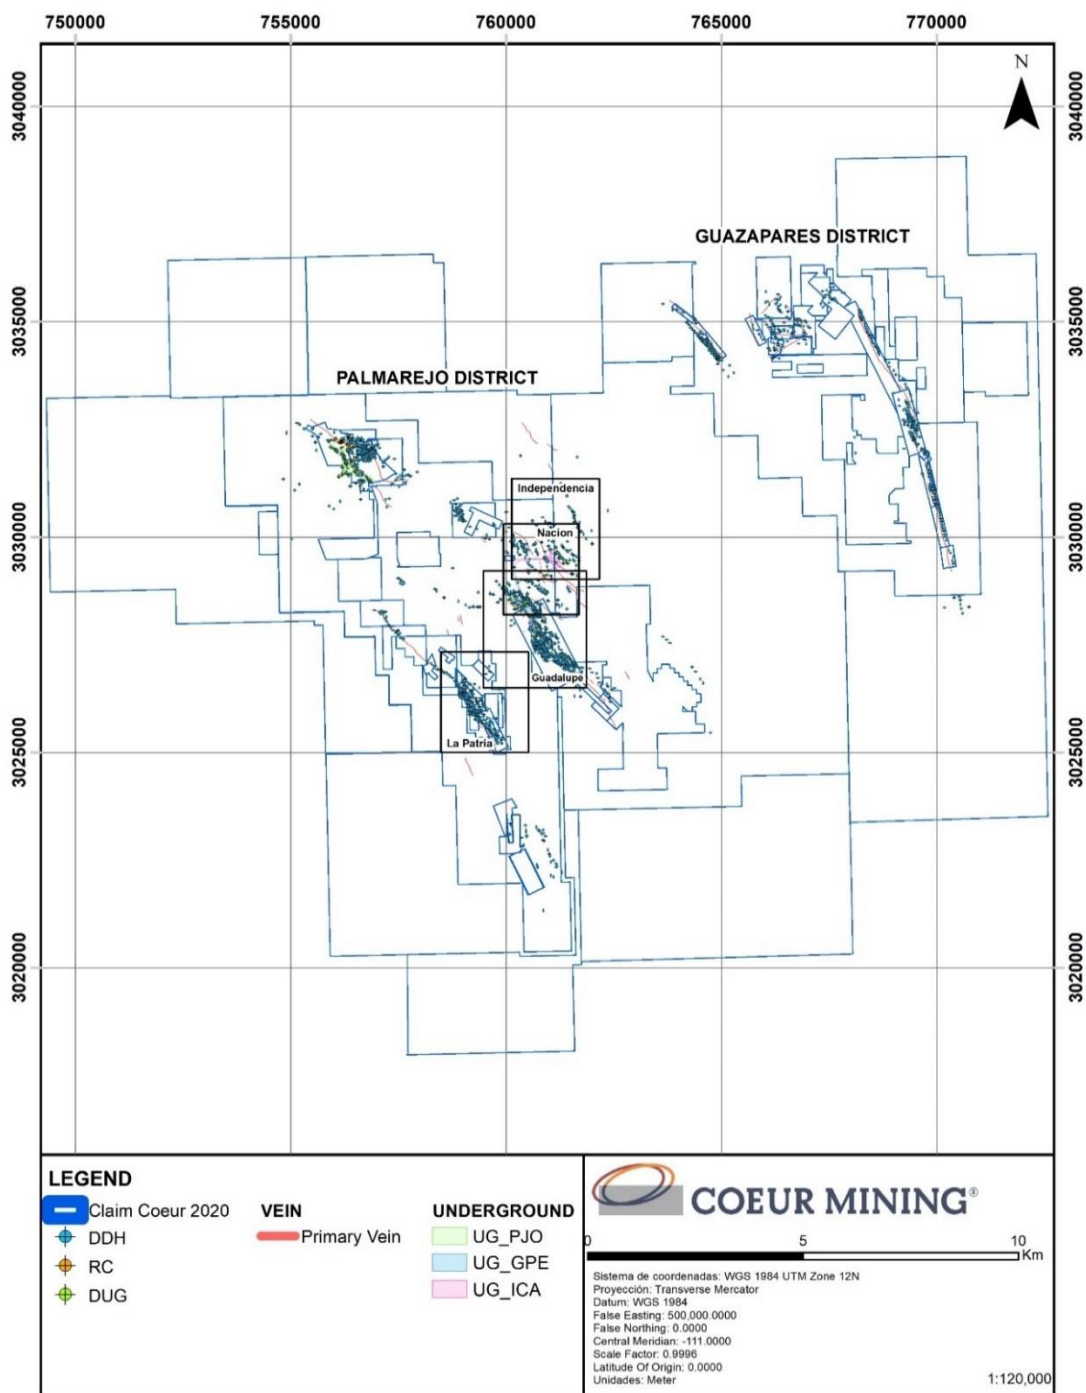 750000 755000 760000 765000 770000
N
3040000 3040000
GUAZAPARES DISTRICT
3035000 3035000
PALMAREJO DISTRICT
Independencia
3030000 3030000
Nacion
Guadalupe
3025000 3025000
La Patria
3020000 3020000
LEGEND
Claim Coeur 2020
DDH
RC
DUG
VEIN
Primary Vein
UNDERGROUND
UG_PJO
UG_GPE
UG_ICA
COEUR MINING®
0 5 10
Km
Sistema de coordenadas: WGS 1984 UTM Zone 12N
Proyección: Transverse Mercator
Datum: WGS 1984
False Easting: 500,000.0000
False Northing: 0.0000
Central Meridian: -111.0000
Scale Factor: 0.9996
Latitude Of Origin: 0.0000
Unidades: Meter
1:120,000